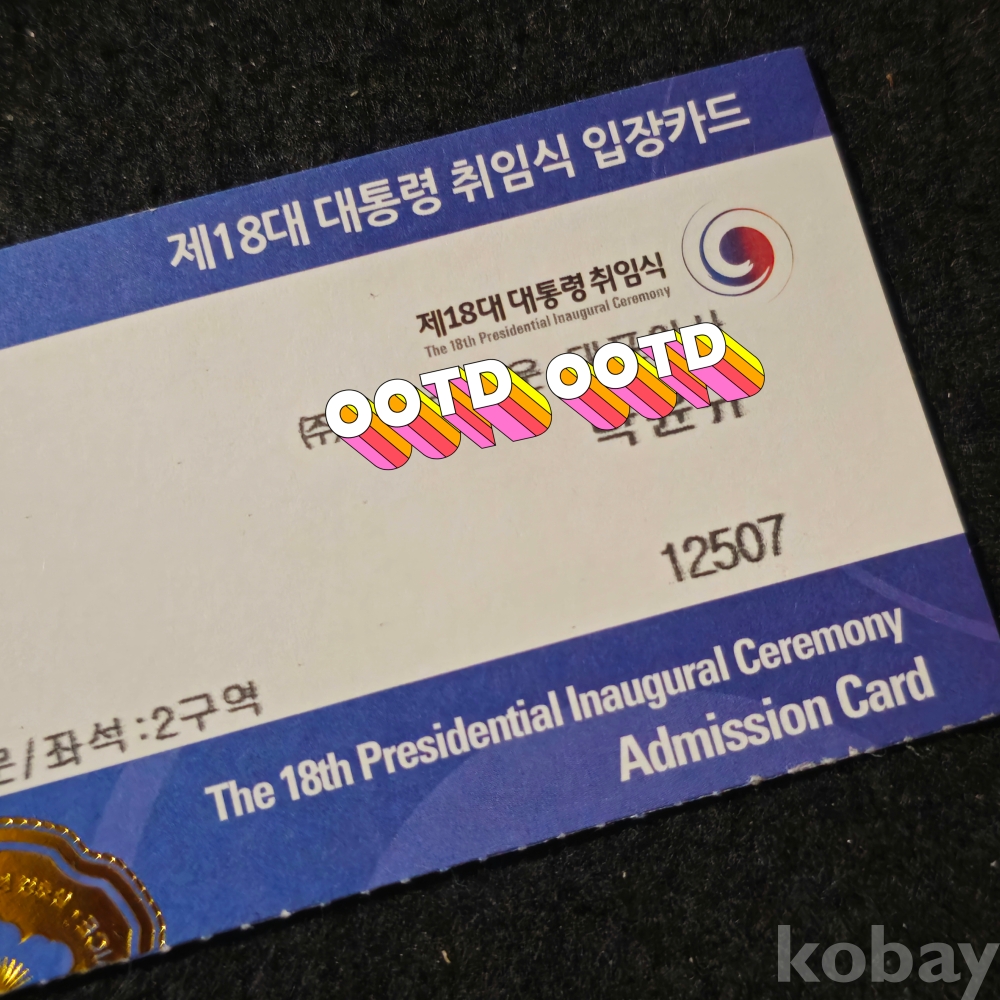 제18대 대통령 취임식 입장카드
제18대 대통령 취임식
The 18th Presidential Inaugural Ceremony
OOTD OOTD
12507
/좌석:2구역
The 18th Presidential Inaugural Ceremony
Admission Card
kobay